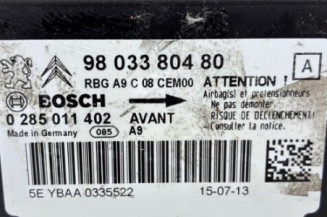 98 033 804 80
A
RBG A9 C 08 CEM00
ATTENTION !
BOSCH
Airbag(s) et pretensionneurs
Ne pas démonter.
0 285 011 402
AVANT
RISQUE DE DECLENCHEMENT!
Made in Germany
085
A9
Consulter la notice.
5E YBAA 0335522
15-07-13